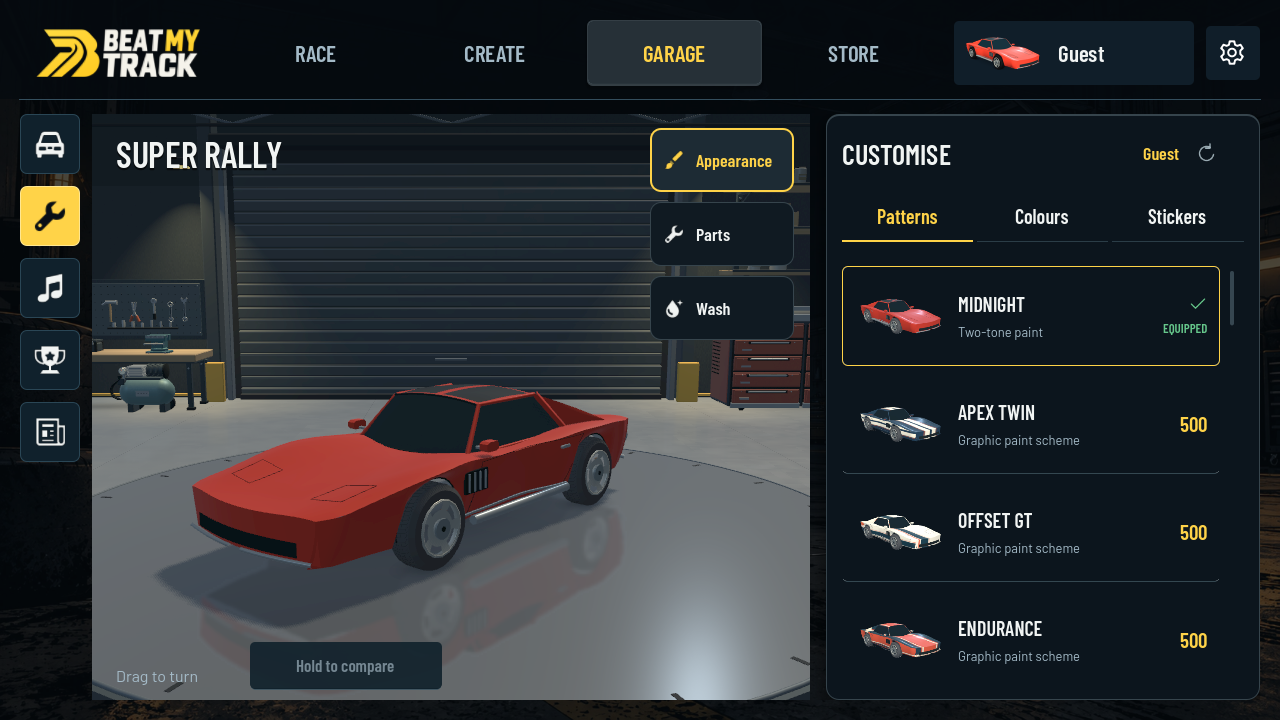 BEAT MY
TRACK
RACE
CREATE
GARAGE
STORE
Guest
SUPER RALLY
Appearance
Parts
Wash
Hold to compare
Drag to turn
CUSTOMISE
Guest
Patterns
Colours
Stickers
MIDNIGHT
Two-tone paint
EQUIPPED
APEX TWIN
Graphic paint scheme
500
OFFSET GT
Graphic paint scheme
500
ENDURANCE
Graphic paint scheme
500